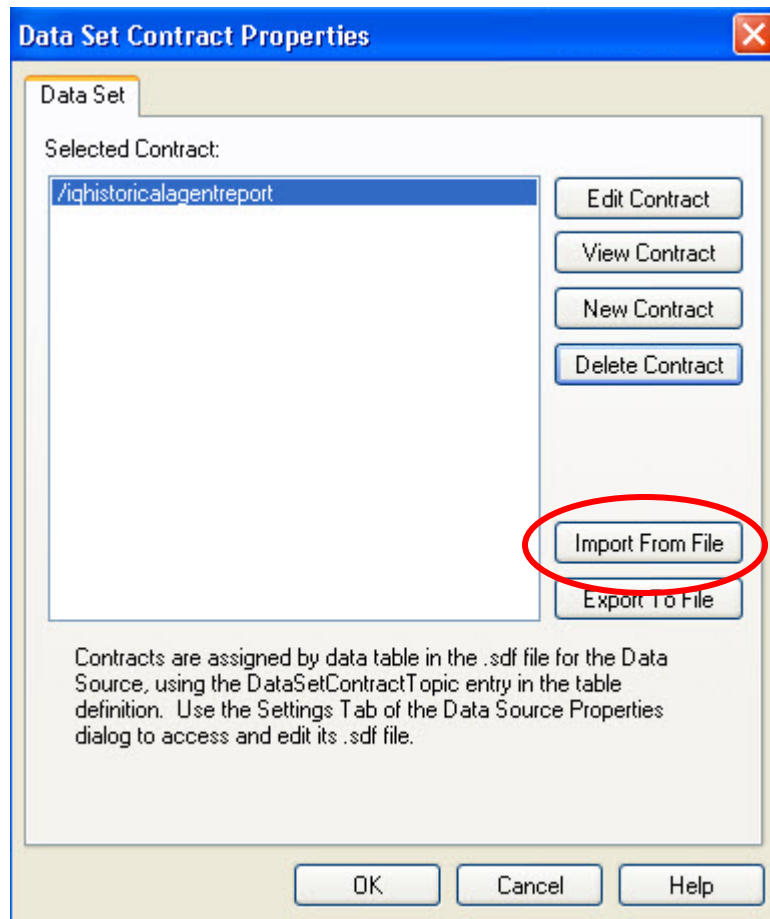 Data Set Contract Properties
Data Set
Selected Contract:
/iqhistoricalagentreport
Edit Contract
View Contract
New Contract
Delete Contract
Import From File
Export To File
Contracts are assigned by data table in the .sdf file for the Data
Source, using the DataSetContractTopic entry in the table
definition. Use the Settings Tab of the Data Source Properties
dialog to access and edit its .sdf file.
OK
Cancel
Help